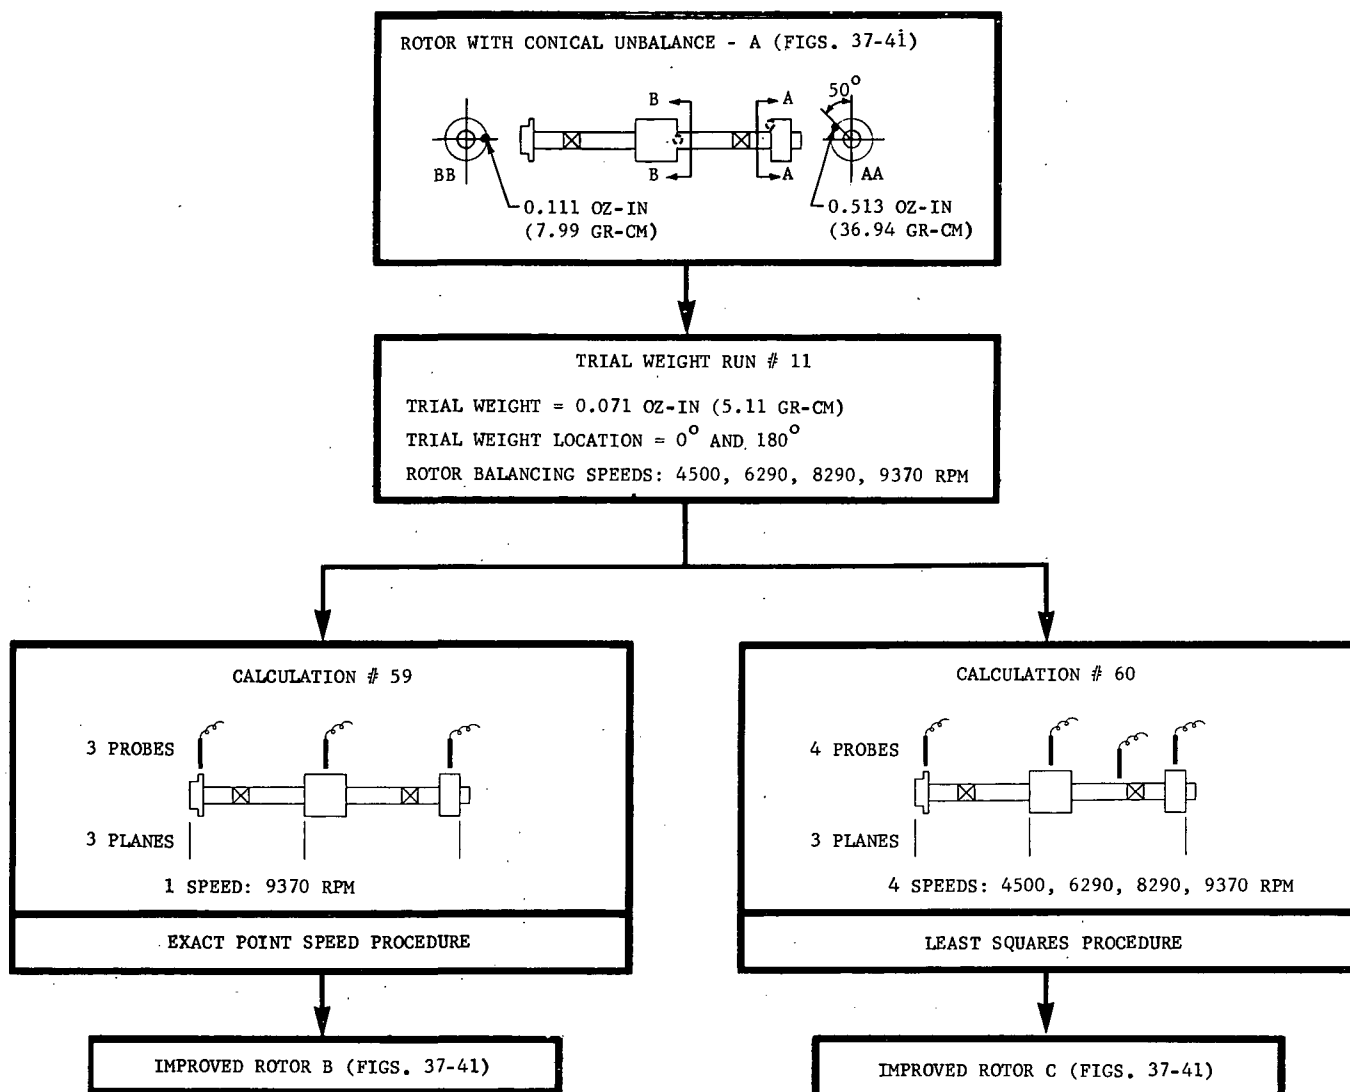 ROTOR WITH CONICAL UNBALANCE - A (FIGS. 37-41)
50°
B
A
BB
B
A
AA
0.111 OZ-IN
(7.99 GR-CM)
0.513 OZ-IN
(36.94 GR-CM)
TRIAL WEIGHT RUN # 11
TRIAL WEIGHT = 0.071 OZ-IN (5.11 GR-CM)
TRIAL WEIGHT LOCATION = 0° AND 180°
ROTOR BALANCING SPEEDS: 4500, 6290, 8290, 9370 RPM
CALCULATION # 59
3 PROBES
3 PLANES
1 SPEED: 9370 RPM
EXACT POINT SPEED PROCEDURE
IMPROVED ROTOR B (FIGS. 37-41)
CALCULATION # 60
4 PROBES
3 PLANES
4 SPEEDS: 4500, 6290, 8290, 9370 RPM
LEAST SQUARES PROCEDURE
IMPROVED ROTOR C (FIGS. 37-41)